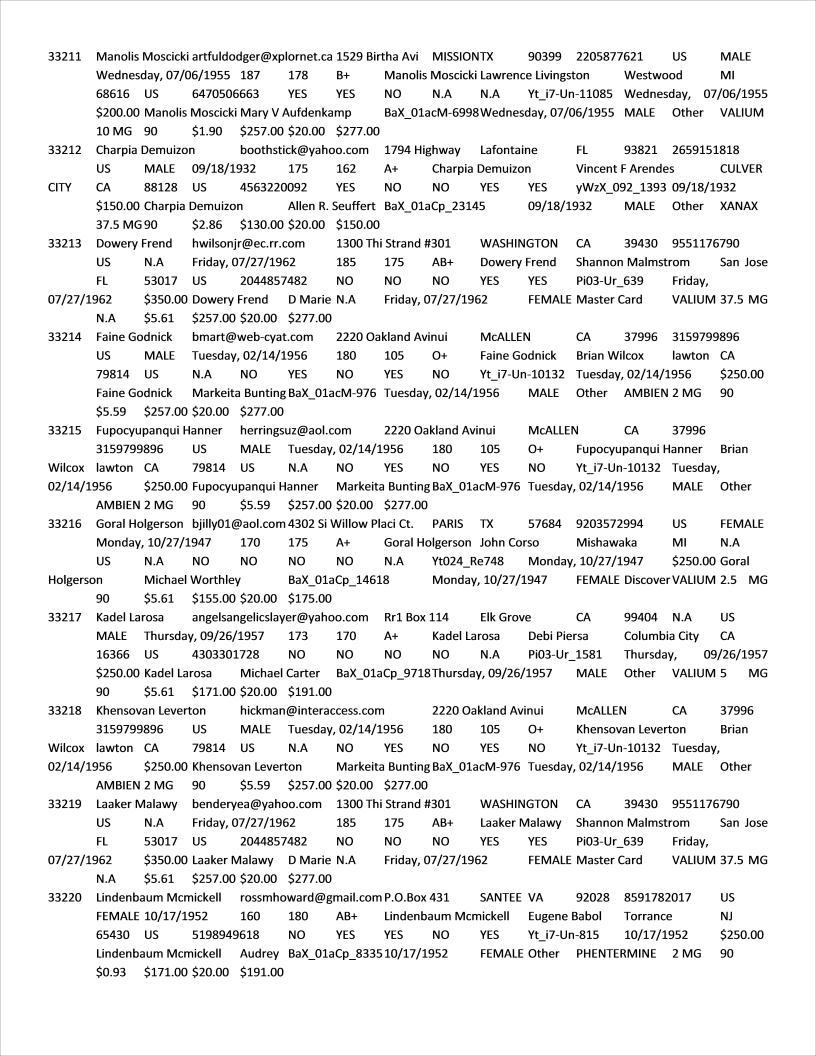 33211 Manolis Moscicki artfuldodger@xplornet.ca 1529 Birtha Avi MISSIONTX 90399 2205877621 US MALE
Wednesday, 07/06/1955 187 178 B+ Manolis Moscicki Lawrence Livingston Westwood MI
68616 US 6470506663 YES YES NO N.A N.A Yt_i7-Un-11085 Wednesday, 07/06/1955
$200.00 Manolis Moscicki Mary V Aufdenkamp BaX_01acM-6998Wednesday, 07/06/1955 MALE Other VALIUM
10 MG 90 $1.90 $257.00 $20.00 $277.00
33212 Charpia Demuizon boothstick@yahoo.com 1794 Highway Lafontaine FL 93821 2659151818
US MALE 09/18/1932 175 162 A+ Charpia Demuizon Vincent F Arendes CULVER
CITY CA 88128 US 4563220092 YES NO NO YES YES yWzX_092_1393 09/18/1932
$150.00 Charpia Demuizon Allen R. Seuffert BaX_01aCp_23145 09/18/1932 MALE Other XANAX
37.5 MG 90 $2.86 $130.00 $20.00 $150.00
33213 Dowery Frend hwilsonjr@ec.rr.com 1300 Thi Strand #301 WASHINGTON CA 39430 9551176790
US N.A Friday, 07/27/1962 185 175 AB+ Dowery Frend Shannon Malmstrom San Jose
FL 53017 US 2044857482 NO NO NO YES YES Pi03-Ur_639 Friday,
07/27/1962 $350.00 Dowery Frend D Marie N.A Friday, 07/27/1962 FEMALE Master Card VALIUM 37.5 MG
N.A $5.61 $257.00 $20.00 $277.00
33214 Faine Godnick bmart@web-cyat.com 2220 Oakland Avinui McALLEN CA 37996 3159799896
US MALE Tuesday, 02/14/1956 180 105 O+ Faine Godnick Brian Wilcox lawton CA
79814 US N.A NO YES NO YES NO Yt_i7-Un-10132 Tuesday, 02/14/1956 $250.00
Faine Godnick Markeita Bunting BaX_01acM-976 Tuesday, 02/14/1956 MALE Other AMBIEN 2 MG 90
$5.59 $257.00 $20.00 $277.00
33215 Fupocyupanqui Hanner herringsuz@aol.com 2220 Oakland Avinui McALLEN CA 37996
3159799896 US MALE Tuesday, 02/14/1956 180 105 O+ Fupocyupanqui Hanner Brian
Wilcox lawton CA 79814 US N.A NO YES NO YES NO Yt_i7-Un-10132 Tuesday,
02/14/1956 $250.00 Fupocyupanqui Hanner Markeita Bunting BaX_01acM-976 Tuesday, 02/14/1956 MALE Other
AMBIEN 2 MG 90 $5.59 $257.00 $20.00 $277.00
33216 Goral Holgerson bjilly01@aol.com 4302 Si Willow Placi Ct. PARIS TX 57684 9203572994 US FEMALE
Monday, 10/27/1947 170 175 A+ Goral Holgerson John Corso Mishawaka MI N.A
US N.A NO NO NO NO N.A Yt024_Re748 Monday, 10/27/1947 $250.00 Goral
Holgerson Michael Worthley BaX_01aCp_14618 Monday, 10/27/1947 FEMALE Discover VALIUM 2.5 MG
90 $5.61 $155.00 $20.00 $175.00
33217 Kadel Larosa angelsangelicslayer@yahoo.com Rr1 Box 114 Elk Grove CA 99404 N.A US
MALE Thursday, 09/26/1957 173 170 A+ Kadel Larosa Debi Piersa Columbia City CA
16366 US 4303301728 NO NO NO NO N.A Pi03-Ur_1581 Thursday, 09/26/1957
$250.00 Kadel Larosa Michael Carter BaX_01aCp_9718Thursday, 09/26/1957 MALE Other VALIUM 5 MG
90 $5.61 $171.00 $20.00 $191.00
33218 Khensovan Leverton hickman@interaccess.com 2220 Oakland Avinui McALLEN CA 37996
3159799896 US MALE Tuesday, 02/14/1956 180 105 O+ Khensovan Leverton Brian
Wilcox lawton CA 79814 US N.A NO YES NO YES NO Yt_i7-Un-10132 Tuesday,
02/14/1956 $250.00 Khensovan Leverton Markeita Bunting BaX_01acM-976 Tuesday, 02/14/1956 MALE Other
AMBIEN 2 MG 90 $5.59 $257.00 $20.00 $277.00
33219 Laaker Malawy benderyea@yahoo.com 1300 Thi Strand #301 WASHINGTON CA 39430 9551176790
US N.A Friday, 07/27/1962 185 175 AB+ Laaker Malawy Shannon Malmstrom San Jose
FL 53017 US 2044857482 NO NO NO YES YES Pi03-Ur_639 Friday,
07/27/1962 $350.00 Laaker Malawy D Marie N.A Friday, 07/27/1962 FEMALE Master Card VALIUM 37.5 MG
N.A $5.61 $257.00 $20.00 $277.00
33220 Lindenbaum Mcmickell rossmhoward@gmail.com P.O.Box 431 SANTEE VA 92028 8591782017 US
FEMALE 10/17/1952 160 180 AB+ Lindenbaum Mcmickell Eugene Babol Torrance NJ
65430 US 5198949618 NO YES YES NO YES Yt_i7-Un-815 10/17/1952 $250.00
Lindenbaum Mcmickell Audrey BaX_01aCp_833510/17/1952 FEMALE Other PHENTERMINE 2 MG 90
$0.93 $171.00 $20.00 $191.00